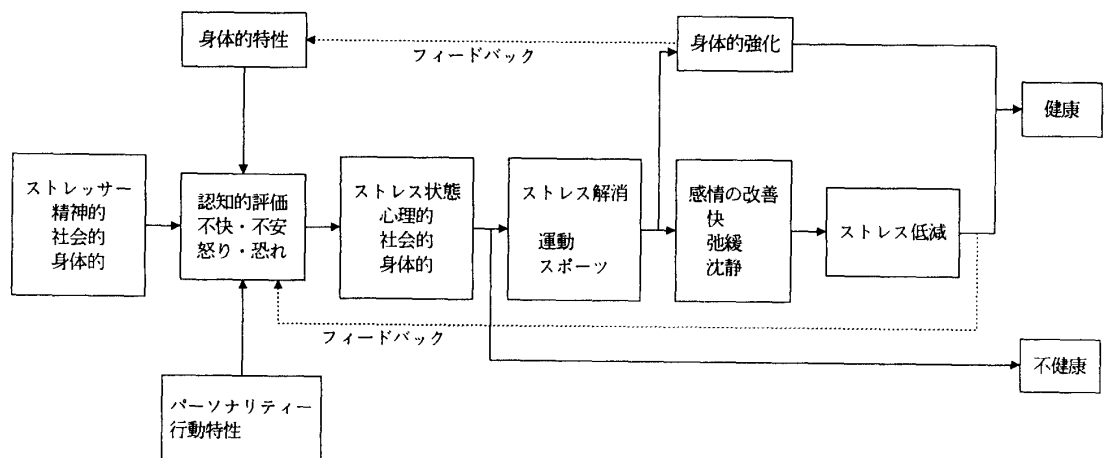 身体的特性
フィードバック
身体的強化
健康
ストレッサー
精神的
社会的
身体的
認知的評価
不快・不安
怒り・恐れ
ストレス状態
心理的
社会的
身体的
ストレス解消
運動
スポーツ
感情の改善
快
弛緩
沈静
ストレス低減
フィードバック
不健康
パーソナリティー
行動特性